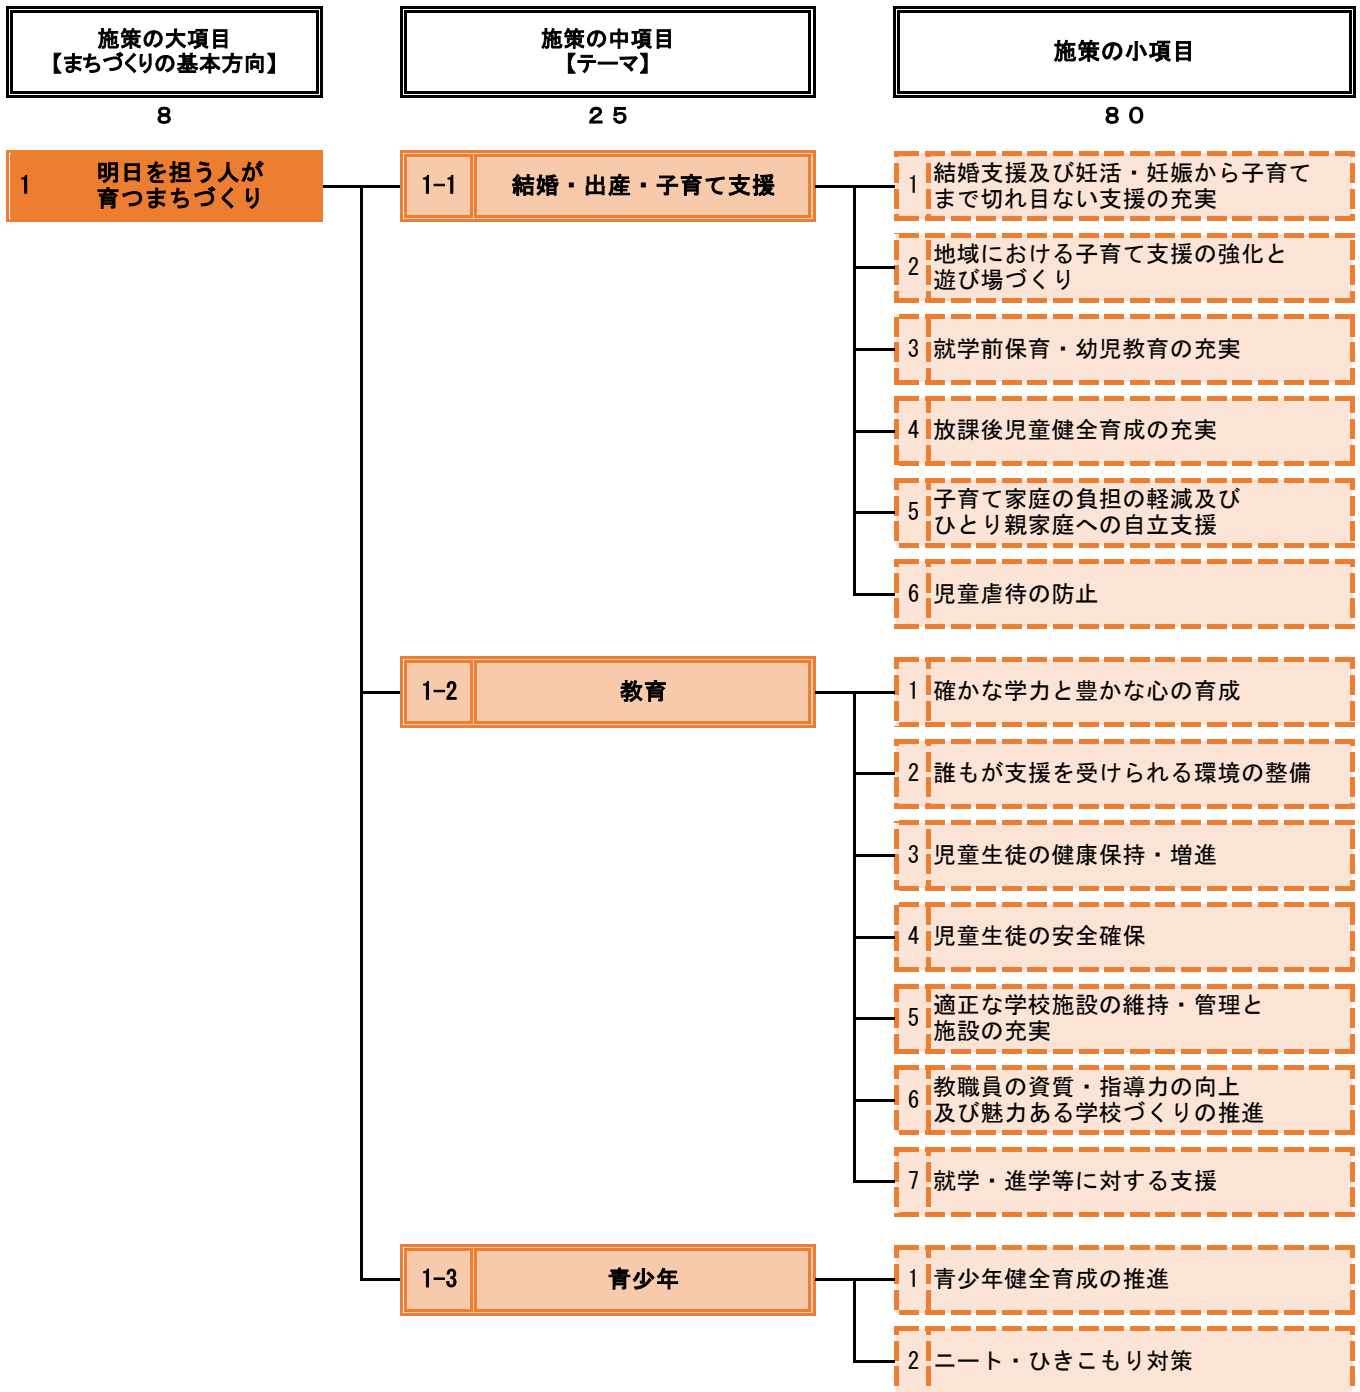 施策の大項目
【まちづくりの基本方向】
施策の中項目
【テーマ】
施策の小項目
８
２５
８０
1
明日を担う人が
育つまちづくり
1-1
結婚・出産・子育て支援
1
結婚支援及び妊活・妊娠から子育て
まで切れ目ない支援の充実
2
地域における子育て支援の強化と
遊び場づくり
3
就学前保育・幼児教育の充実
4
放課後児童健全育成の充実
5
子育て家庭の負担の軽減及び
ひとり親家庭への自立支援
6
児童虐待の防止
1-2
教育
1
確かな学力と豊かな心の育成
2
誰もが支援を受けられる環境の整備
3
児童生徒の健康保持・増進
4
児童生徒の安全確保
5
適正な学校施設の維持・管理と
施設の充実
6
教職員の資質・指導力の向上
及び魅力ある学校づくりの推進
7
就学・進学等に対する支援
1-3
青少年
1
青少年健全育成の推進
2
ニート・ひきこもり対策